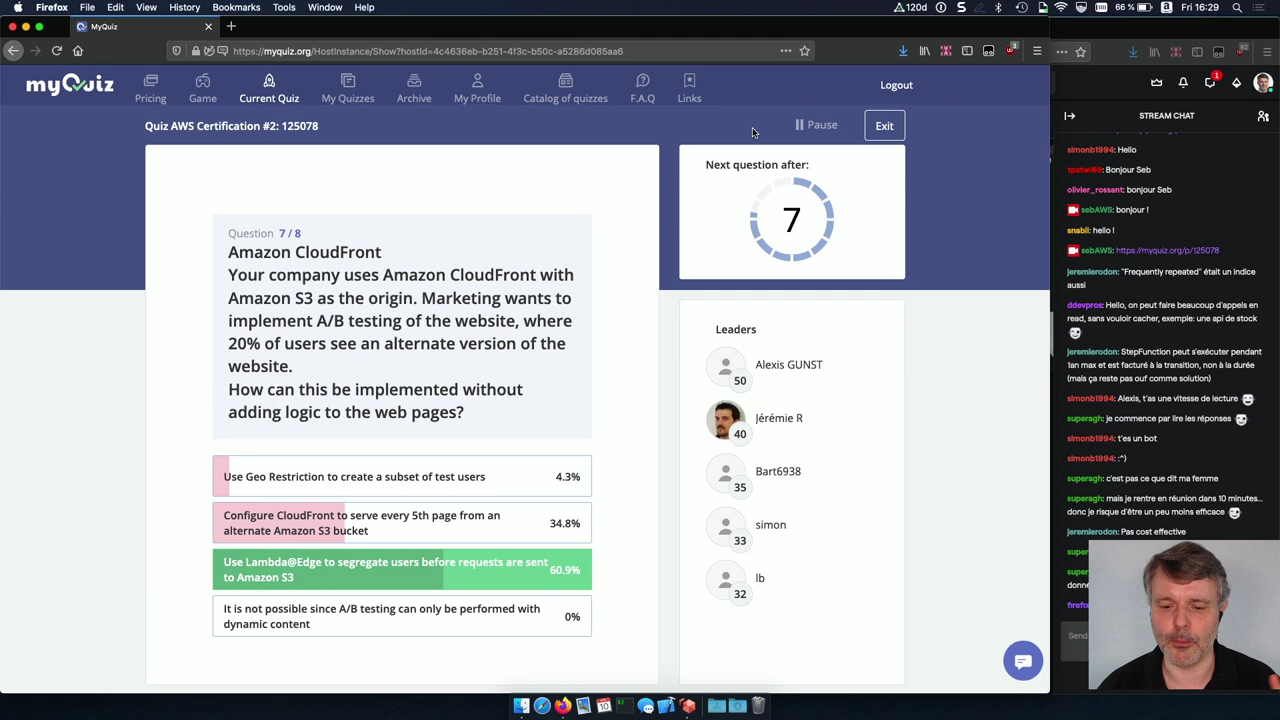 Firefox File Edit View History Bookmarks Tools Window Help
120d 66 % Fri 16:29
MyQuiz
https://myquiz.org/HostInstance/Show?hostId=4c4636eb-b251-4f3c-b50c-a5286d085aa6
3
92
myQuiz
Pricing Game Current Quiz My Quizzes Archive My Profile Catalog of quizzes F.A.Q Links Logout
Quiz AWS Certification #2: 125078
Pause
Exit
Question 7 / 8
Amazon CloudFront
Your company uses Amazon CloudFront with
Amazon S3 as the origin. Marketing wants to
implement A/B testing of the website, where
20% of users see an alternate version of the
website.
How can this be implemented without
adding logic to the web pages?
Use Geo Restriction to create a subset of test users 4.3%
Configure CloudFront to serve every 5th page from an
alternate Amazon S3 bucket 34.8%
Use Lambda@Edge to segregate users before requests are sent
to Amazon S3 60.9%
It is not possible since A/B testing can only be performed with
dynamic content 0%
Next question after:
7
Leaders
Alexis GUNST
50
Jérémie R
40
Bart6938
35
simon
33
lb
32
1
STREAM CHAT
simonb1994: Hello
tpatwi69: Bonjour Seb
olivier_rossant: bonjour Seb
sebAWS: bonjour !
snabil: hello !
sebAWS: https://myquiz.org/p/125078
jeremierodon: "Frequently repeated" était un indice
aussi
ddevpros: Hello, on peut faire beaucoup d'appels en
read, sans vouloir cacher, exemple: une api de stock
jeremierodon: StepFunction peut s'exécuter pendant
1an max et est facturé à la transition, non à la durée
(mais ça reste pas ouf comme solution)
simonb1994: Alexis, t'as une vitesse de lecture
superagh: je commence par lire les réponses
simonb1994: t'es un bot
simonb1994: :^)
superagh: c'est pas ce que dit ma femme
superagh: mais je rentre en réunion dans 10 minutes...
donc je risque d'être un peu moins efficace
jeremierodon: Pas cost effective
super
super
donne
firefo
Send
10